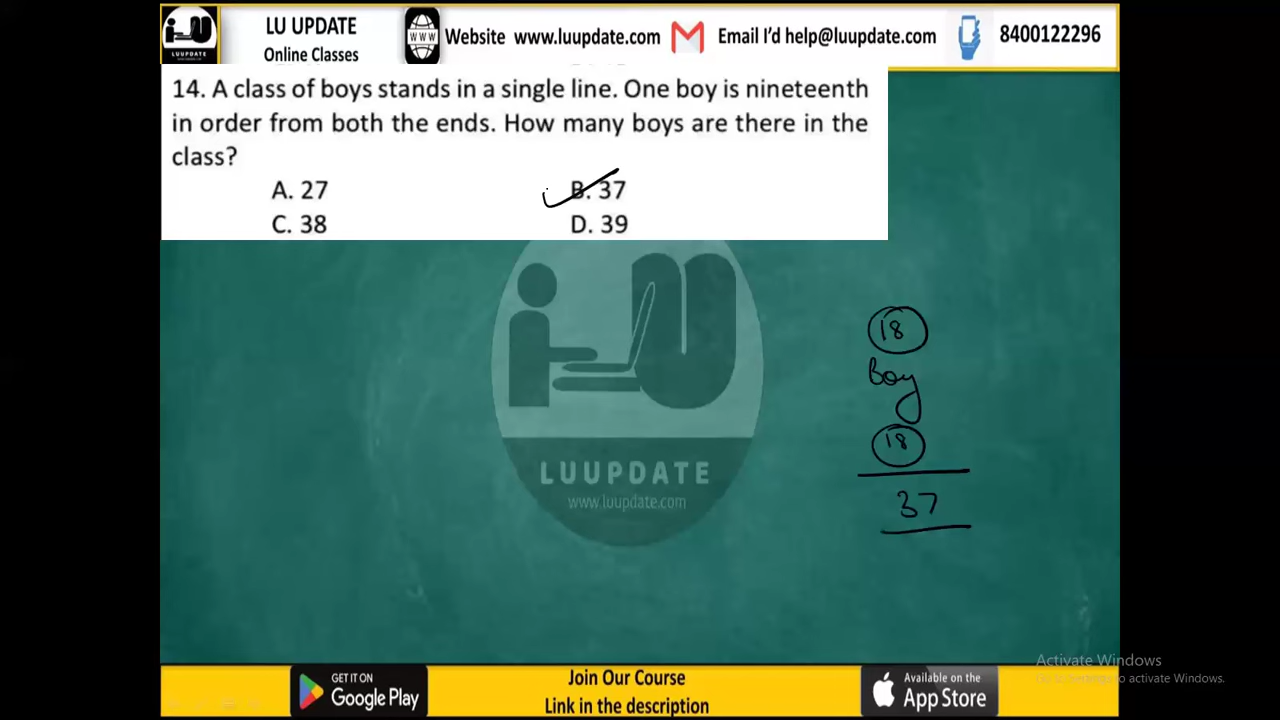 LU UPDATE
Online Classes
LUUPDATE
WWW
Website www.luupdate.com
Email I’d help@luupdate.com
8400122296
14. A class of boys stands in a single line. One boy is nineteenth
in order from both the ends. How many boys are there in the
class?
A. 27 B. 37
C. 38 D. 39
18
Boy
18
37
LUUPDATE
www.luupdate.com
Activate Windows
GET IT ON
Google Play
Join Our Course
Link in the description
Available on the
App Store